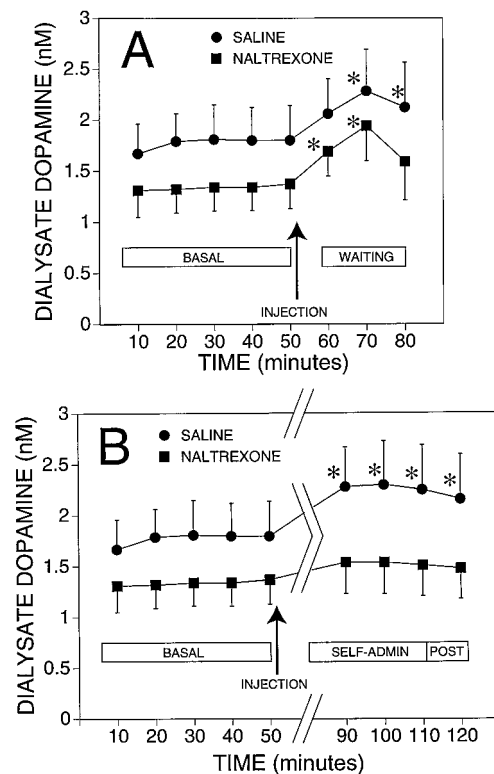 A
● SALINE
■ NALTREXONE
DIALYSATE DOPAMINE (nM)
3
2.5
2
1.5
1
0.5
0
* * * * *
BASAL
WAITING
INJECTION
10 20 30 40 50 60 70 80
TIME (minutes)
B
● SALINE
■ NALTREXONE
DIALYSATE DOPAMINE (nM)
3
2.5
2
1.5
1
0.5
0
* * * *
BASAL
SELF-ADMIN
POST
INJECTION
10 20 30 40 50 90 100 110 120
TIME (minutes)